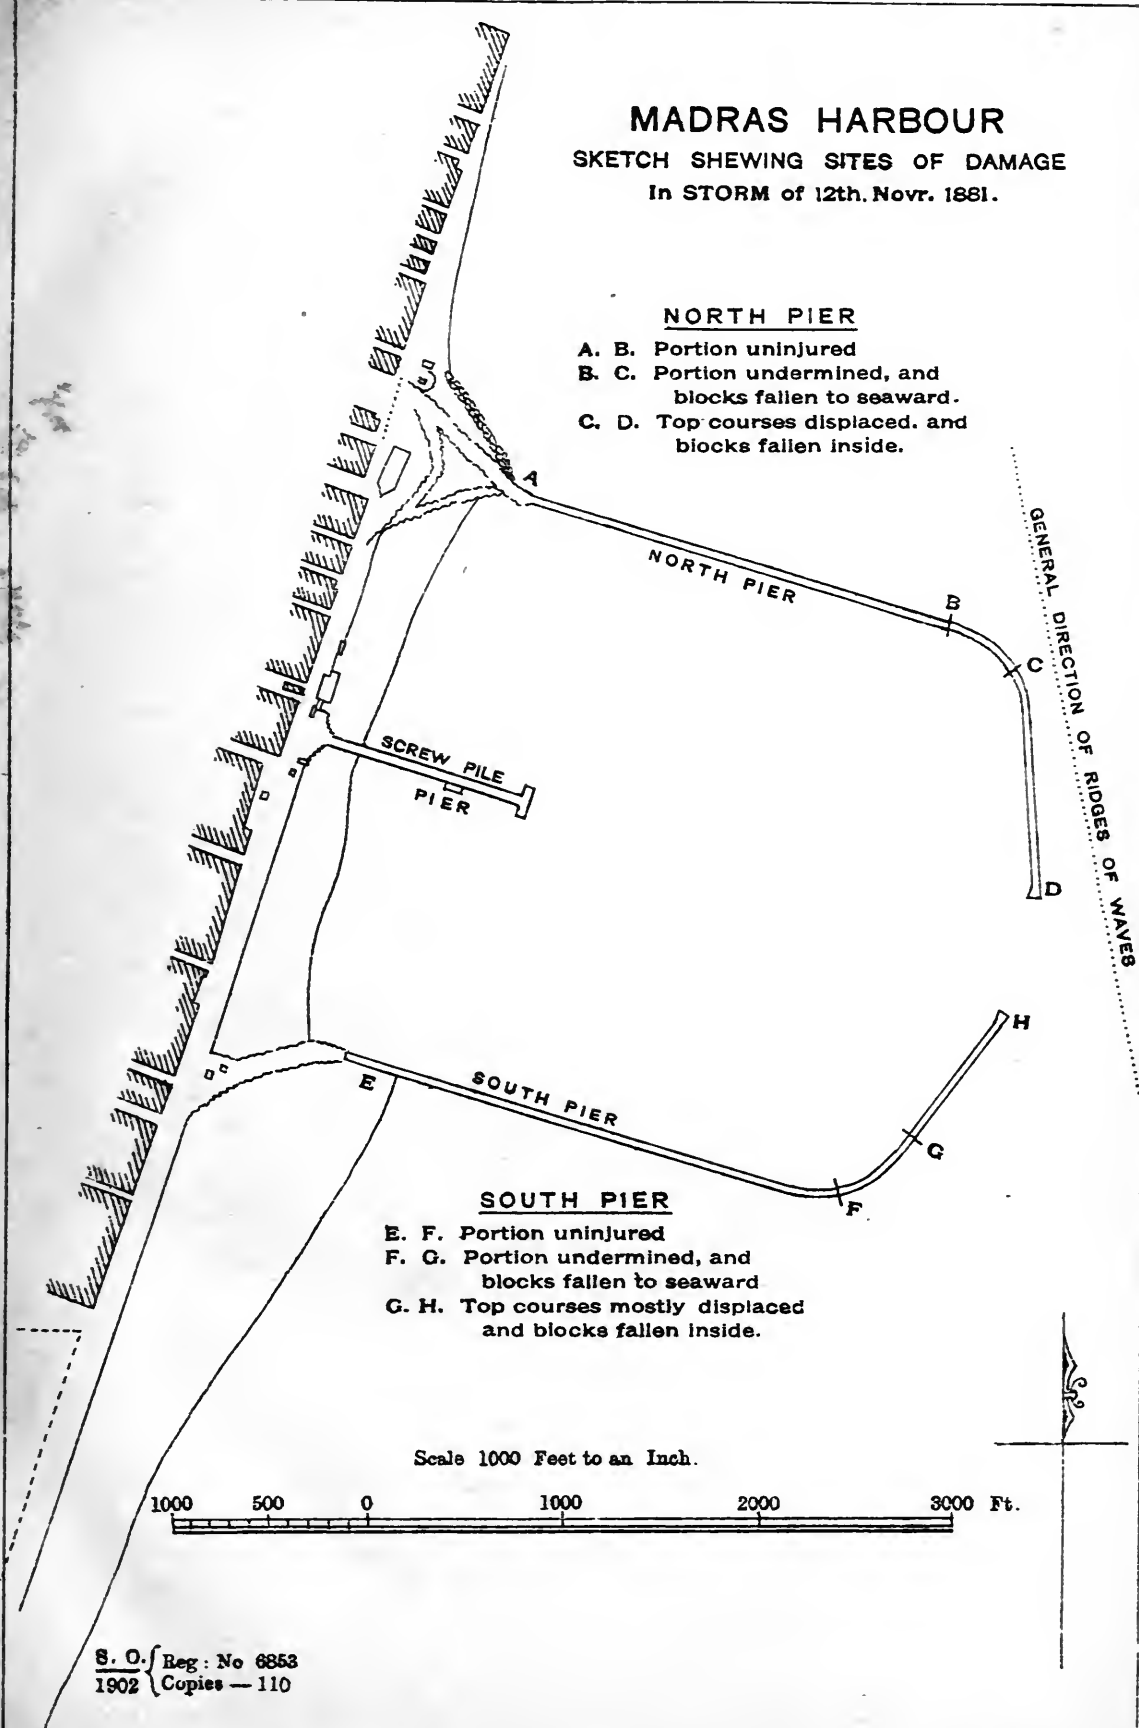 MADRAS HARBOUR
SKETCH SHEWING SITES OF DAMAGE
In STORM of 12th. Novr. 1881.
NORTH PIER
A. B. Portion uninjured
B. C. Portion undermined, and
blocks fallen to seaward.
C. D. Top courses displaced. and
blocks fallen inside.
A
NORTH PIER
B
C
D
GENERAL DIRECTION OF RIDGES OF WAVES
SCREW PILE
PIER
H
E
SOUTH PIER
G
F
SOUTH PIER
E. F. Portion uninjured
F. G. Portion undermined, and
blocks fallen to seaward
G. H. Top courses mostly displaced
and blocks fallen inside.
Scale 1000 Feet to an Inch.
1000 500 0 1000 2000 3000 Ft.
S. O. Reg : No 6853
1902 Copies — 110